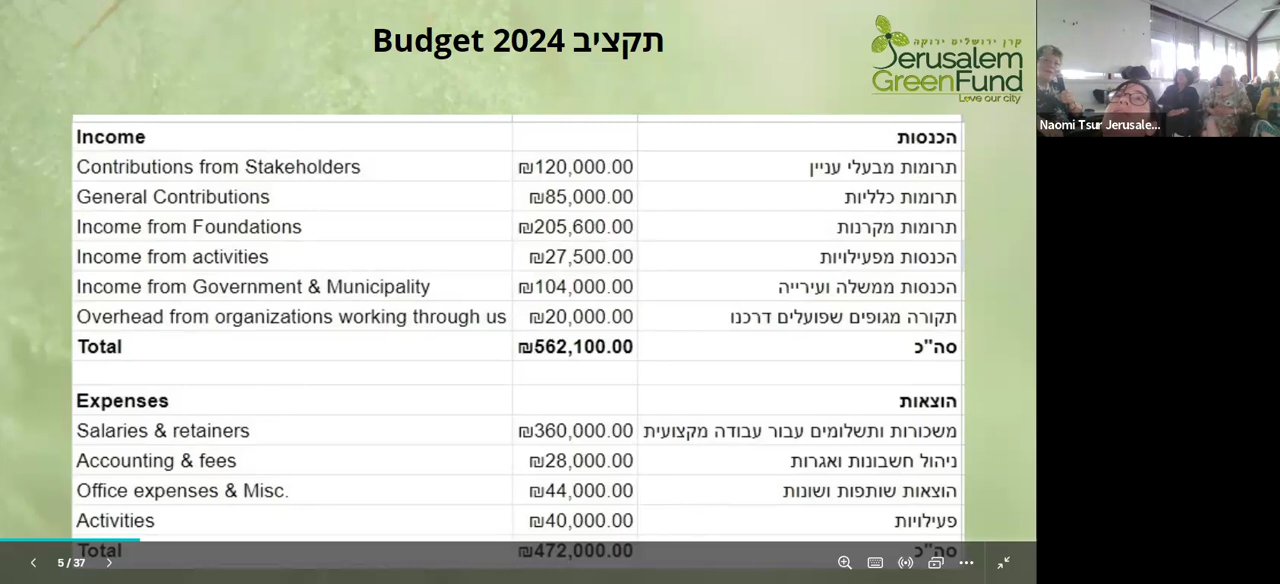 Budget 2024 תקציב
קרן ירושלים ירוקה
Jerusalem
GreenFund
Love our city
Income הכנסות
Contributions from Stakeholders ₪120,000.00 תרומות מבעלי עניין
General Contributions ₪85,000.00 תרומות כלליות
Income from Foundations ₪205,600.00 תרומות מקרנות
Income from activities ₪27,500.00 הכנסות מפעילויות
Income from Government & Municipality ₪104,000.00 הכנסות ממשלה ועירייה
Overhead from organizations working through us ₪20,000.00 תקורה מגופים שפועלים דרכנו
Total ₪562,100.00 סה"כ
Expenses הוצאות
Salaries & retainers ₪360,000.00 משכורות ותשלומים עבור עבודה מקצועית
Accounting & fees ₪28,000.00 ניהול חשבונות ואגרות
Office expenses & Misc. ₪44,000.00 הוצאות שותפות ושונות
Activities ₪40,000.00 פעילויות
Total ₪472,000.00 סה"כ
5 / 37
Naomi Tsur Jerusale...